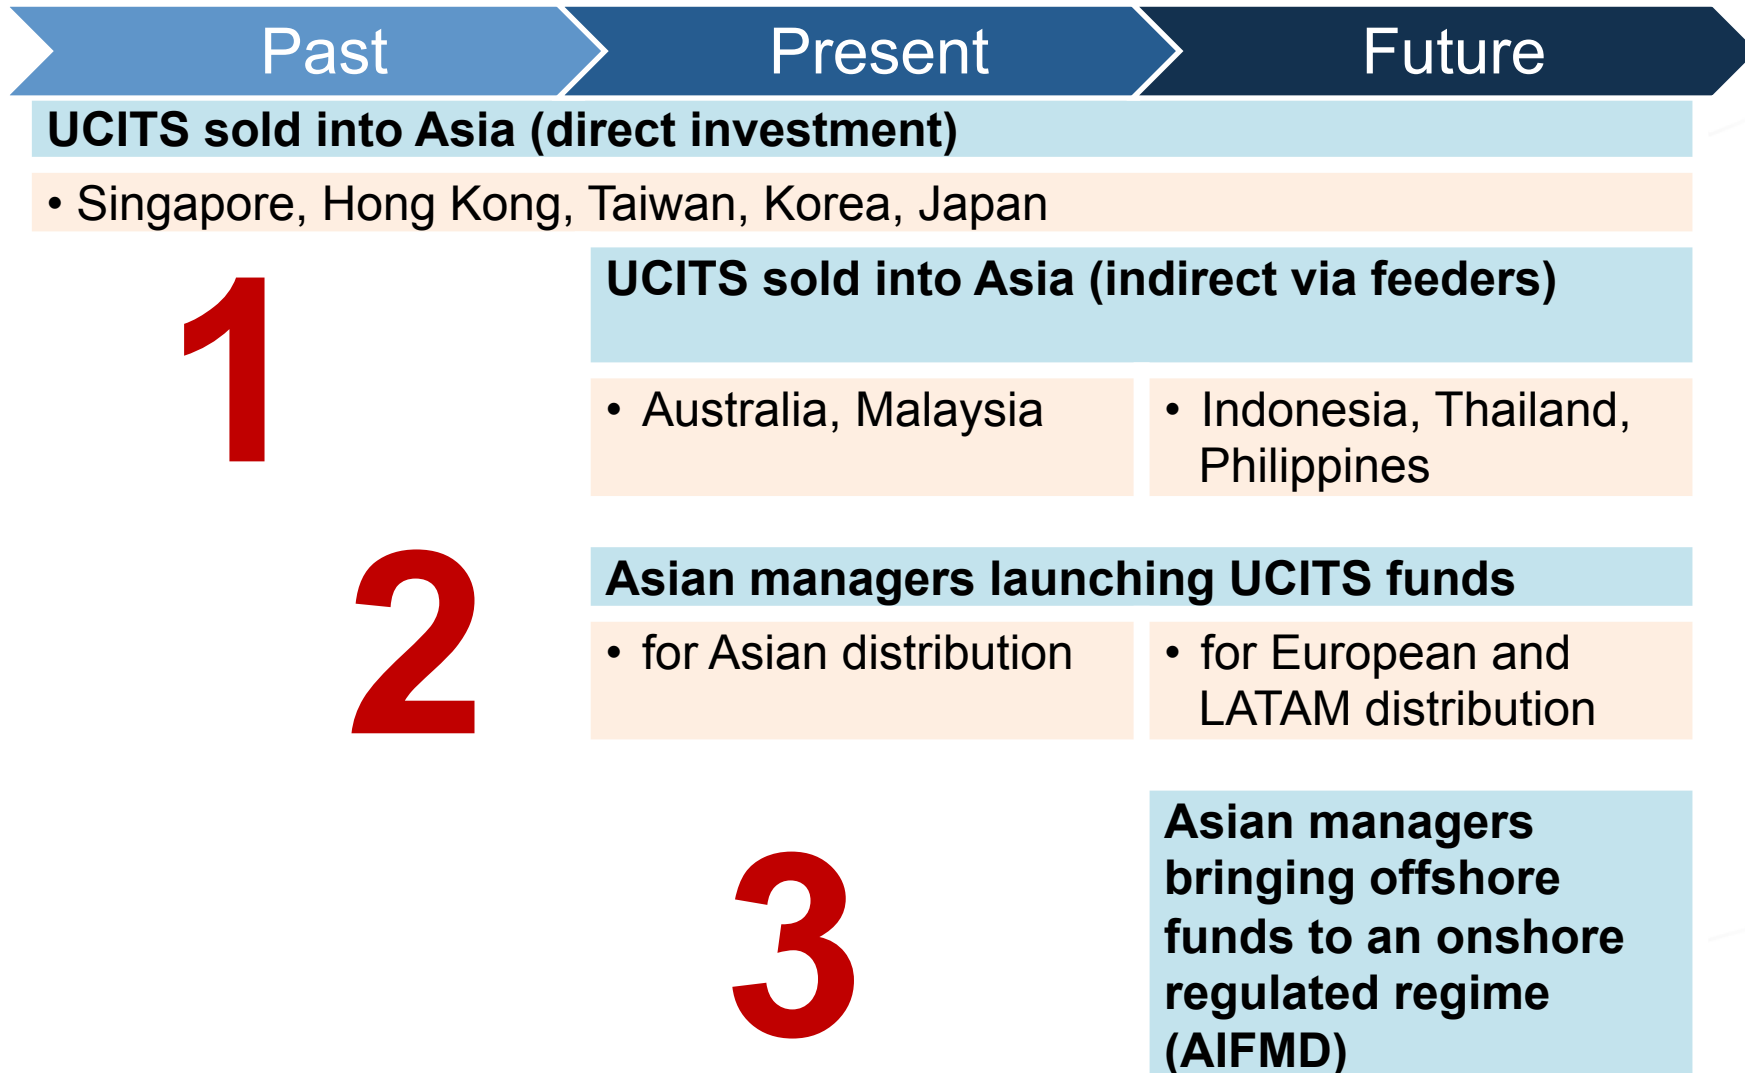 Past
Present
Future
UCITS sold into Asia (direct investment)
• Singapore, Hong Kong, Taiwan, Korea, Japan
1
UCITS sold into Asia (indirect via feeders)
• Australia, Malaysia
• Indonesia, Thailand,
Philippines
2
Asian managers launching UCITS funds
• for Asian distribution
• for European and
LATAM distribution
3
Asian managers
bringing offshore
funds to an onshore
regulated regime
(AIFMD)